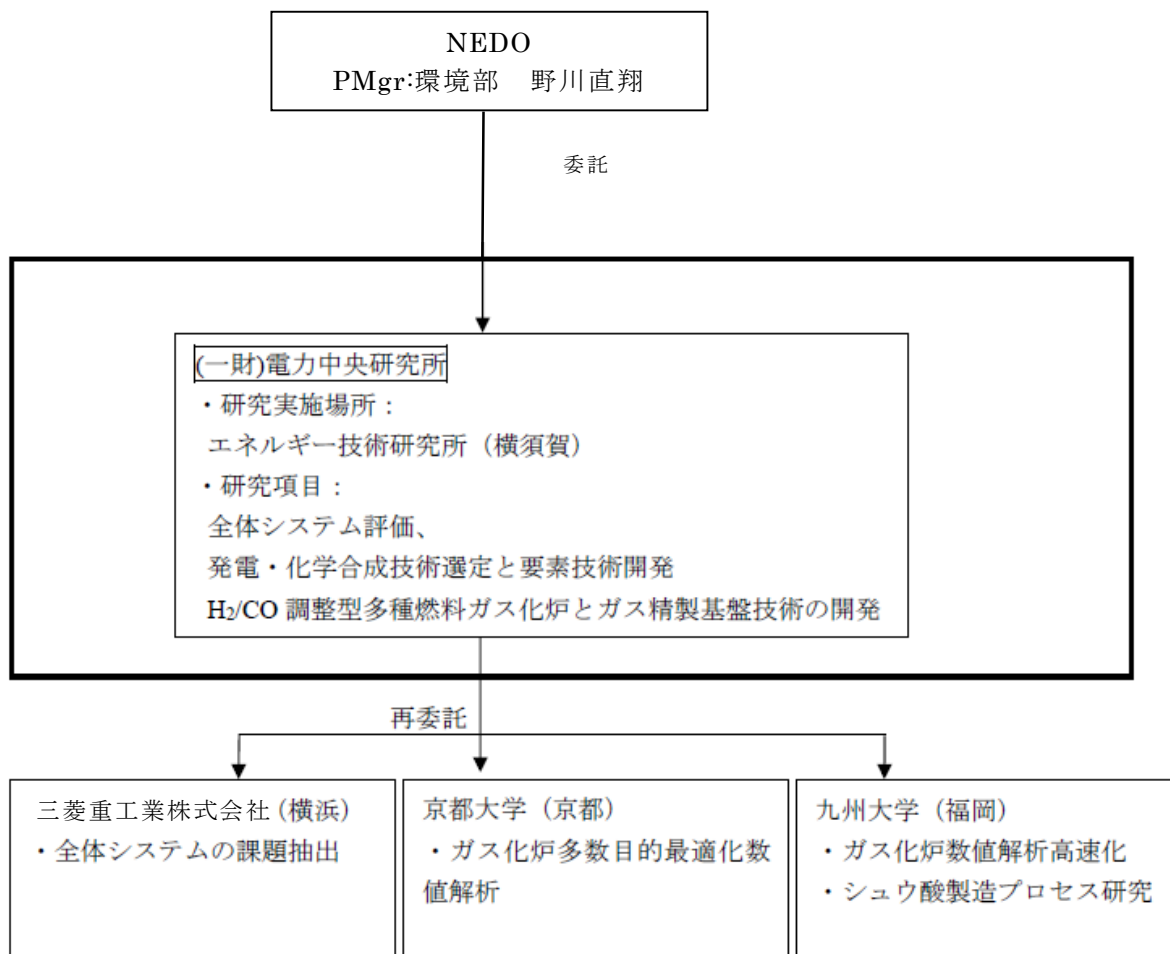 NEDO
PMgr:環境部　野川直翔
委託
(一財)電力中央研究所
・研究実施場所：
エネルギー技術研究所（横須賀）
・研究項目：
全体システム評価、
発電・化学合成技術選定と要素技術開発
H₂/CO 調整型多種燃料ガス化炉とガス精製基盤技術の開発
再委託
三菱重工業株式会社(横浜)
・全体システムの課題抽出
京都大学（京都）
・ガス化炉多数目的最適化数
値解析
九州大学（福岡）
・ガス化炉数値解析高速化
・シュウ酸製造プロセス研究